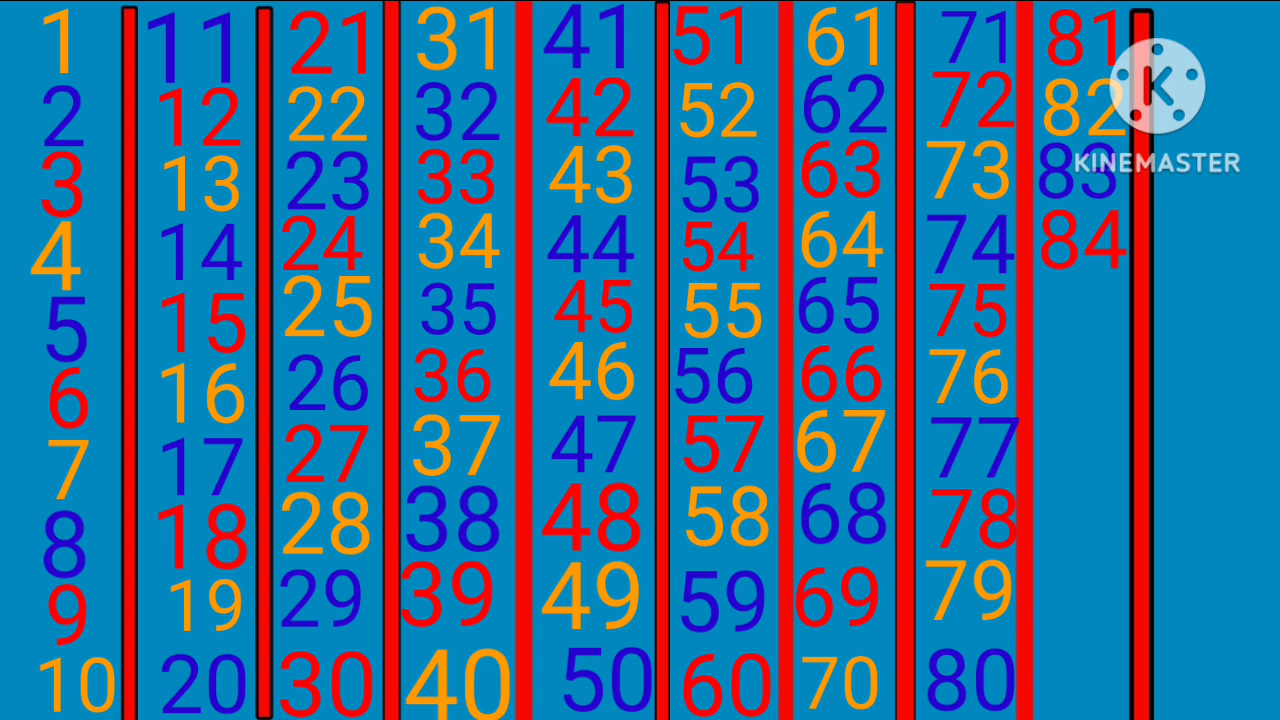 1 11 21 31 41 51 61 71 81
2 12 22 32 42 52 62 72 82
3 13 23 33 43 53 63 73 83
4 14 24 34 44 54 64 74 84
5 15 25 35 45 55 65 75
6 16 26 36 46 56 66 76
7 17 27 37 47 57 67 77
8 18 28 38 48 58 68 78
9 19 29 39 49 59 69 79
10 20 30 40 50 60 70 80
K
KINEMASTER